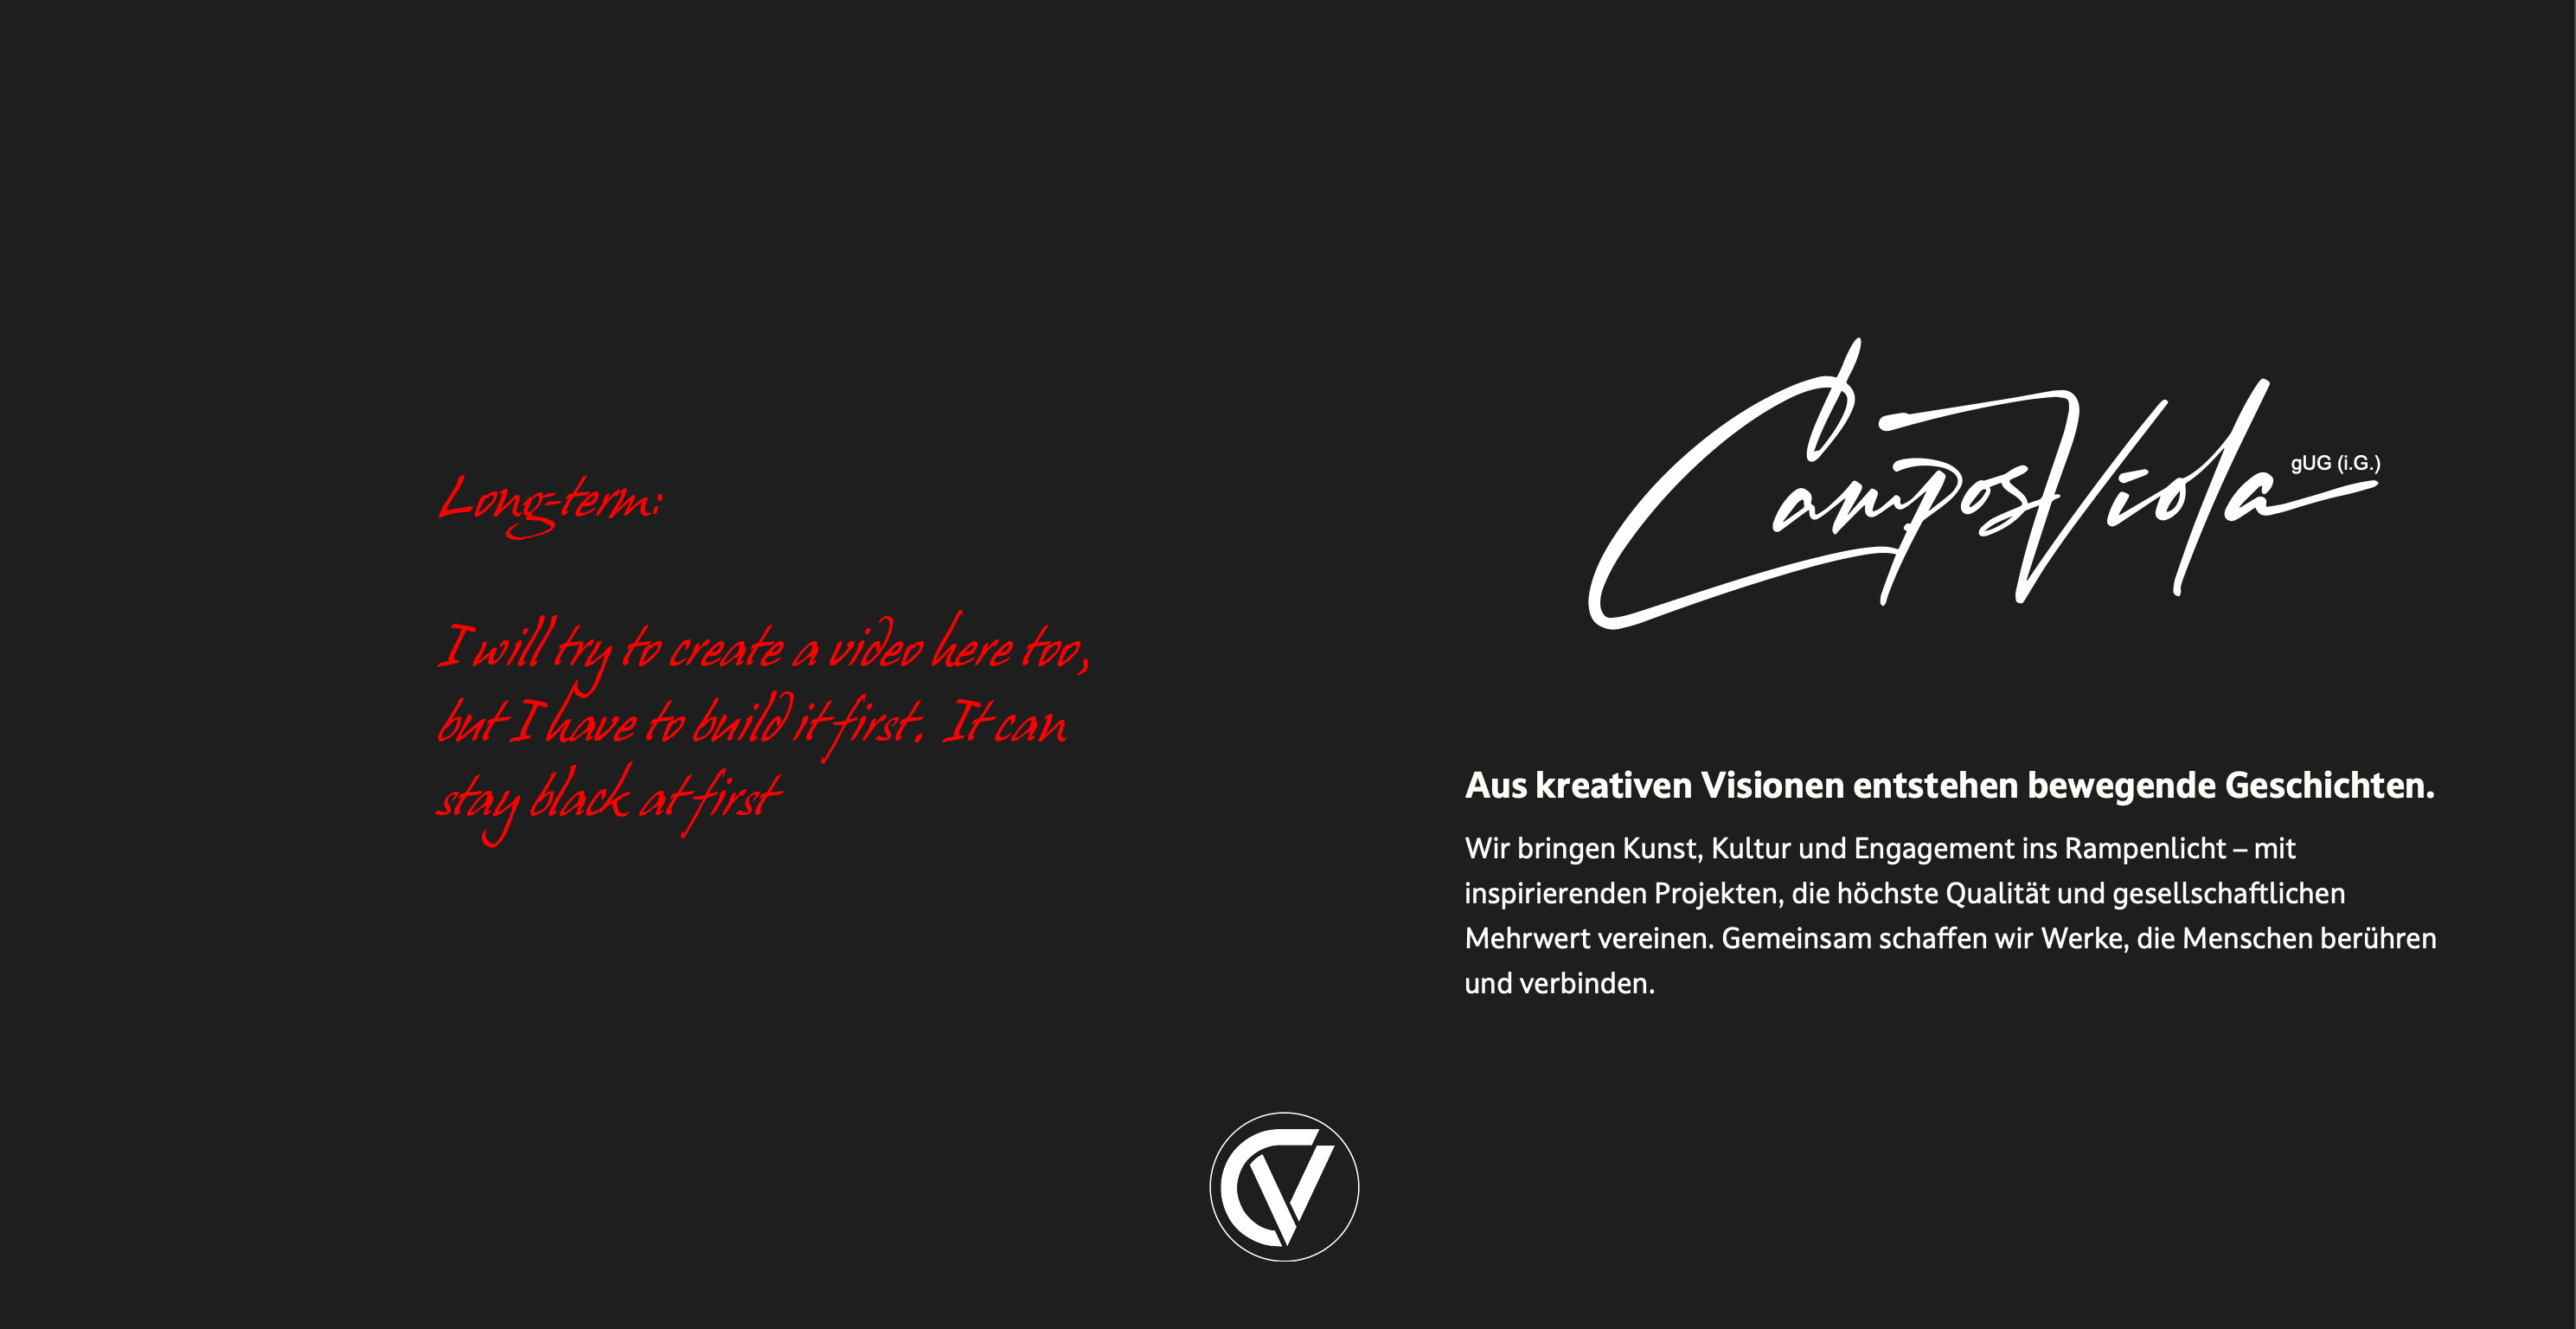 Long-term:
I will try to create a video here too,
but I have to build it first. It can
stay black at first
CamposViola
gUG (i.G.)
Aus kreativen Visionen entstehen bewegende Geschichten.
Wir bringen Kunst, Kultur und Engagement ins Rampenlicht – mit
inspirierenden Projekten, die höchste Qualität und gesellschaftlichen
Mehrwert vereinen. Gemeinsam schaffen wir Werke, die Menschen berühren
und verbinden.
CV